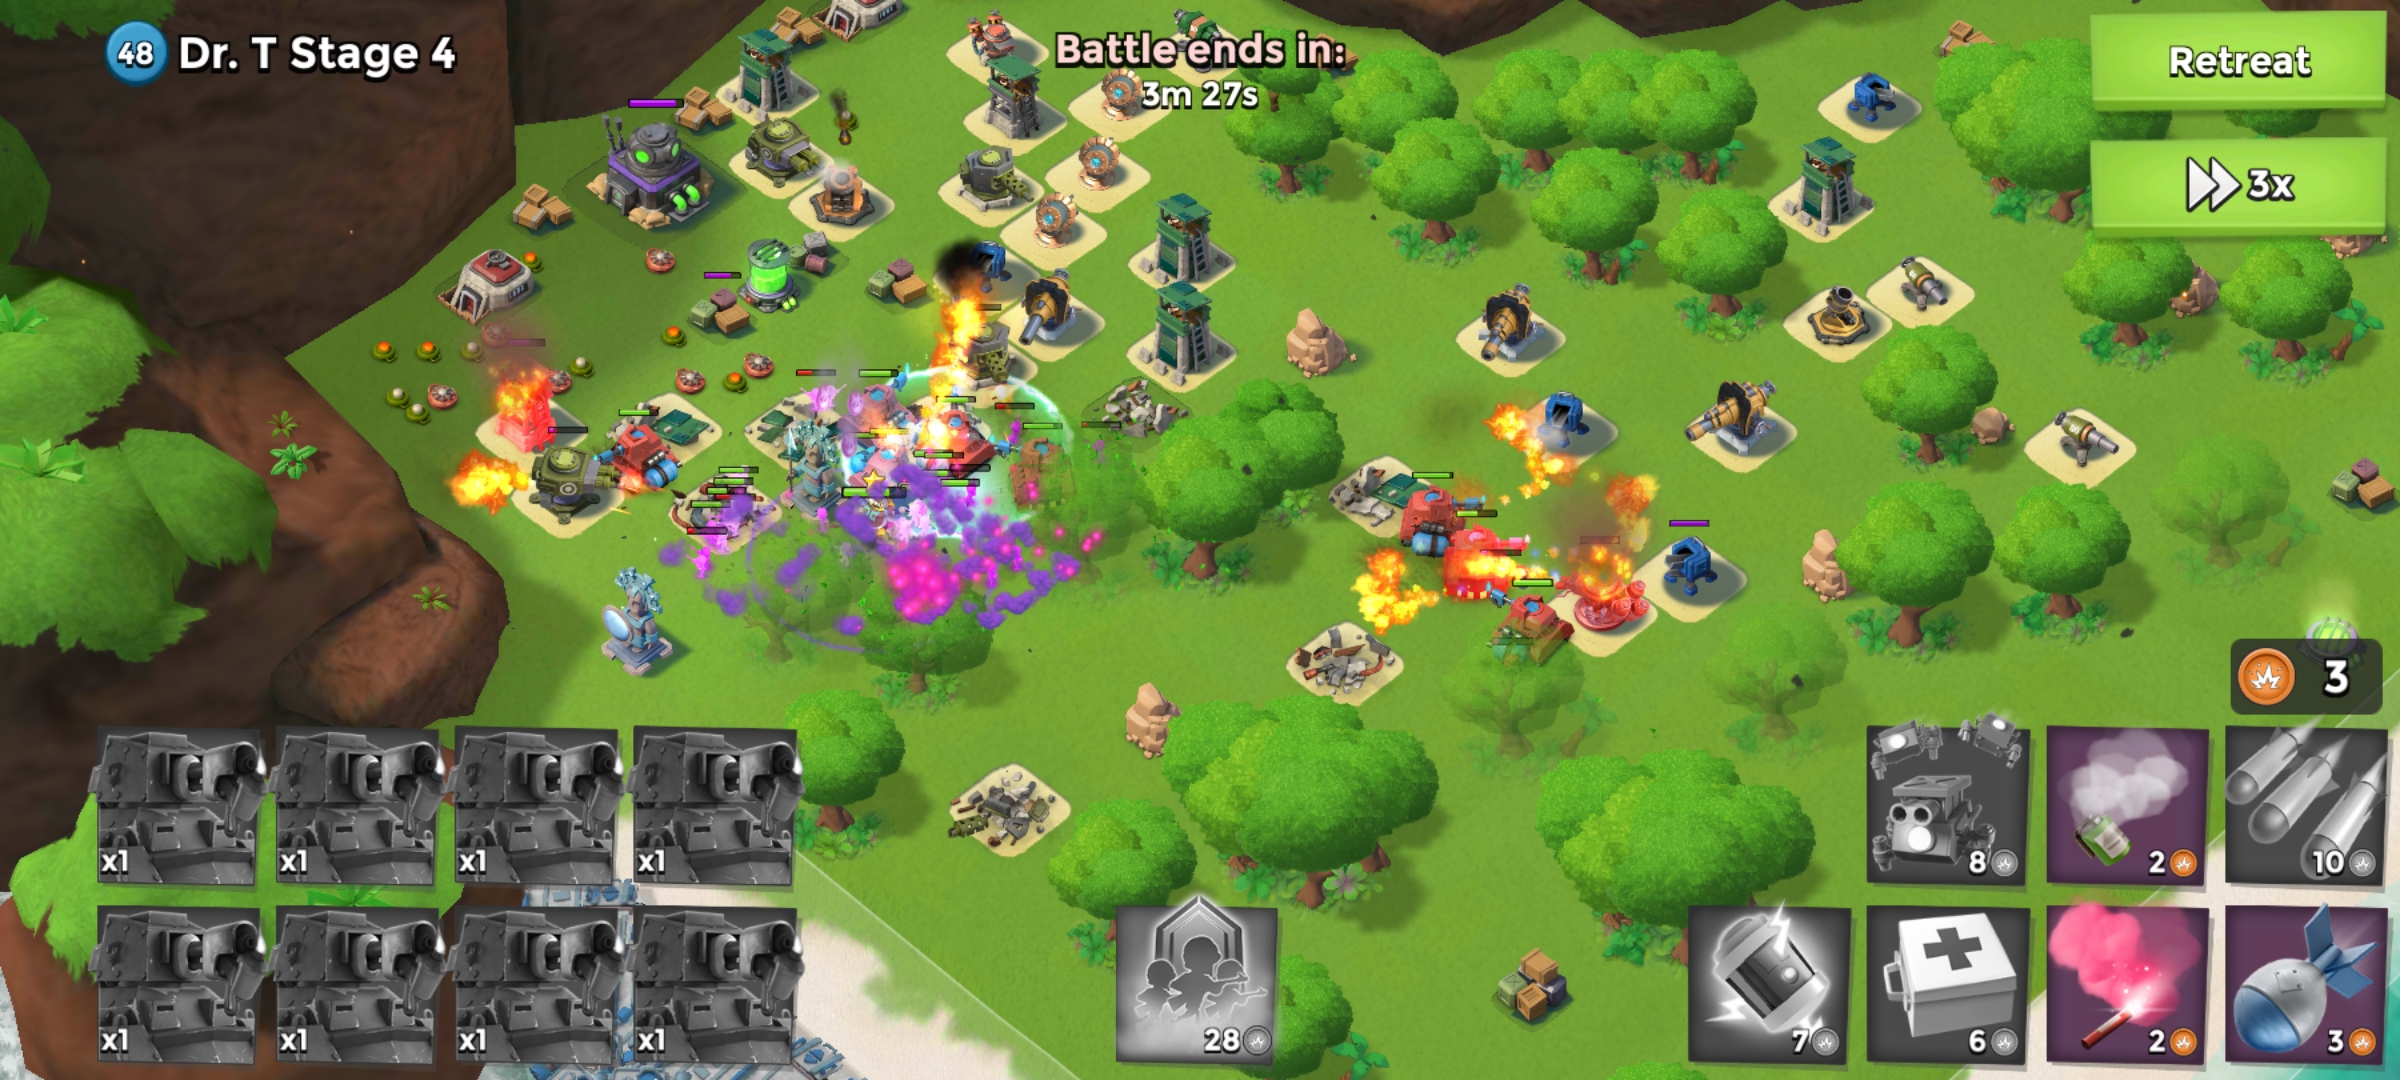 48 Dr. T Stage 4
Battle ends in:
3m 27s
Retreat
3x
3
x1
x1
x1
x1
8
2
10
x1
x1
x1
x1
28
7
6
2
3